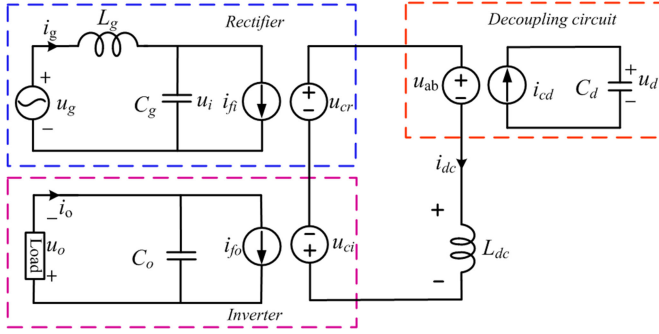 Rectifier
L_g
i_g
+
u_g
−
C_g
u_i
i_fi
+
−
u_cr
Decoupling circuit
u_ab
+
−
i_cd
C_d
+
u_d
−
i_dc
+
L_dc
−
i_o
−
Load
u_o
+
C_o
i_fo
−
+
u_ci
Inverter